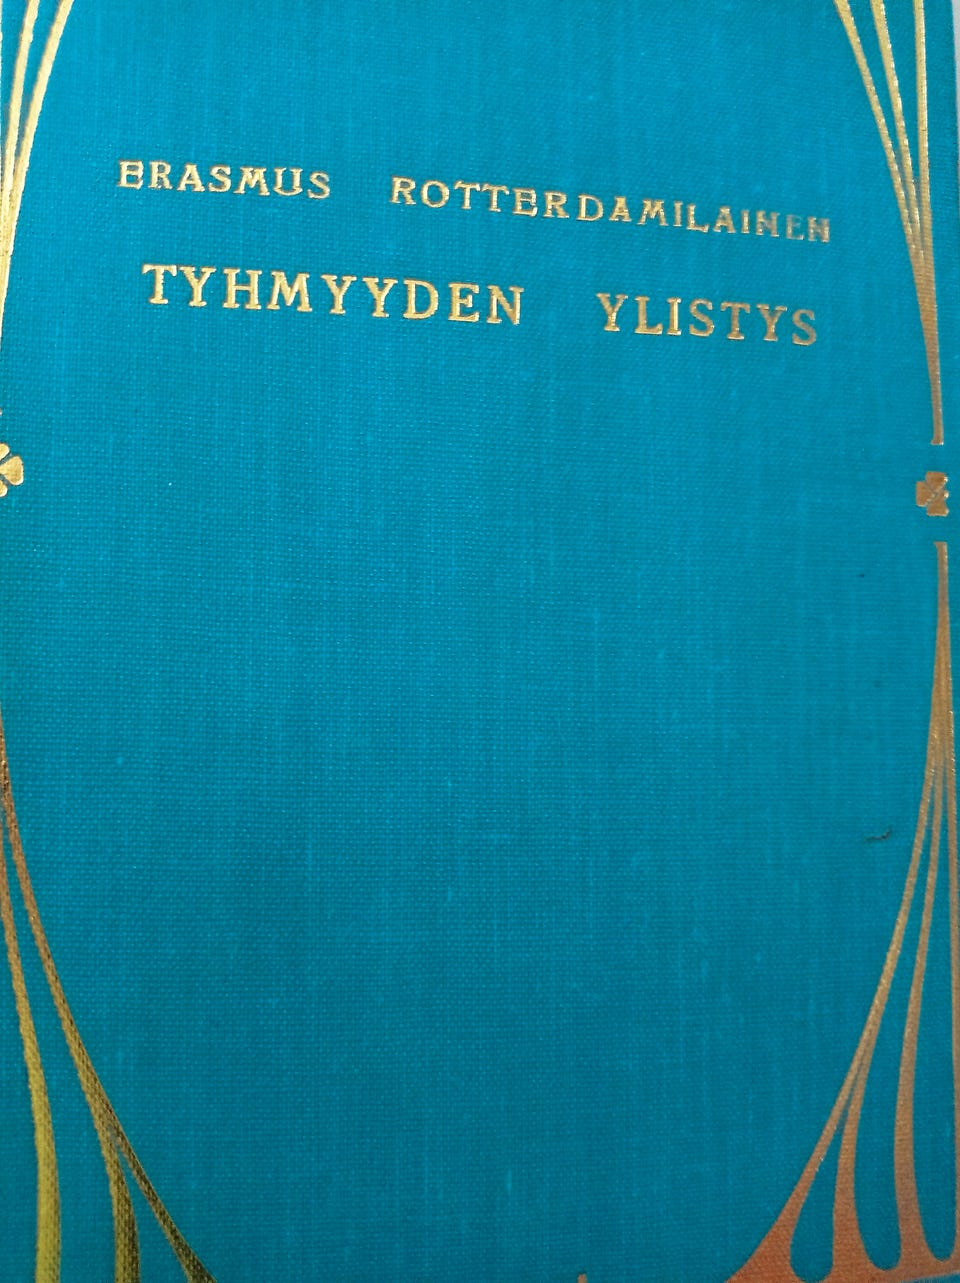 ERASMUS ROTTERDAMILAINEN
TYHMYYDEN YLISTYS